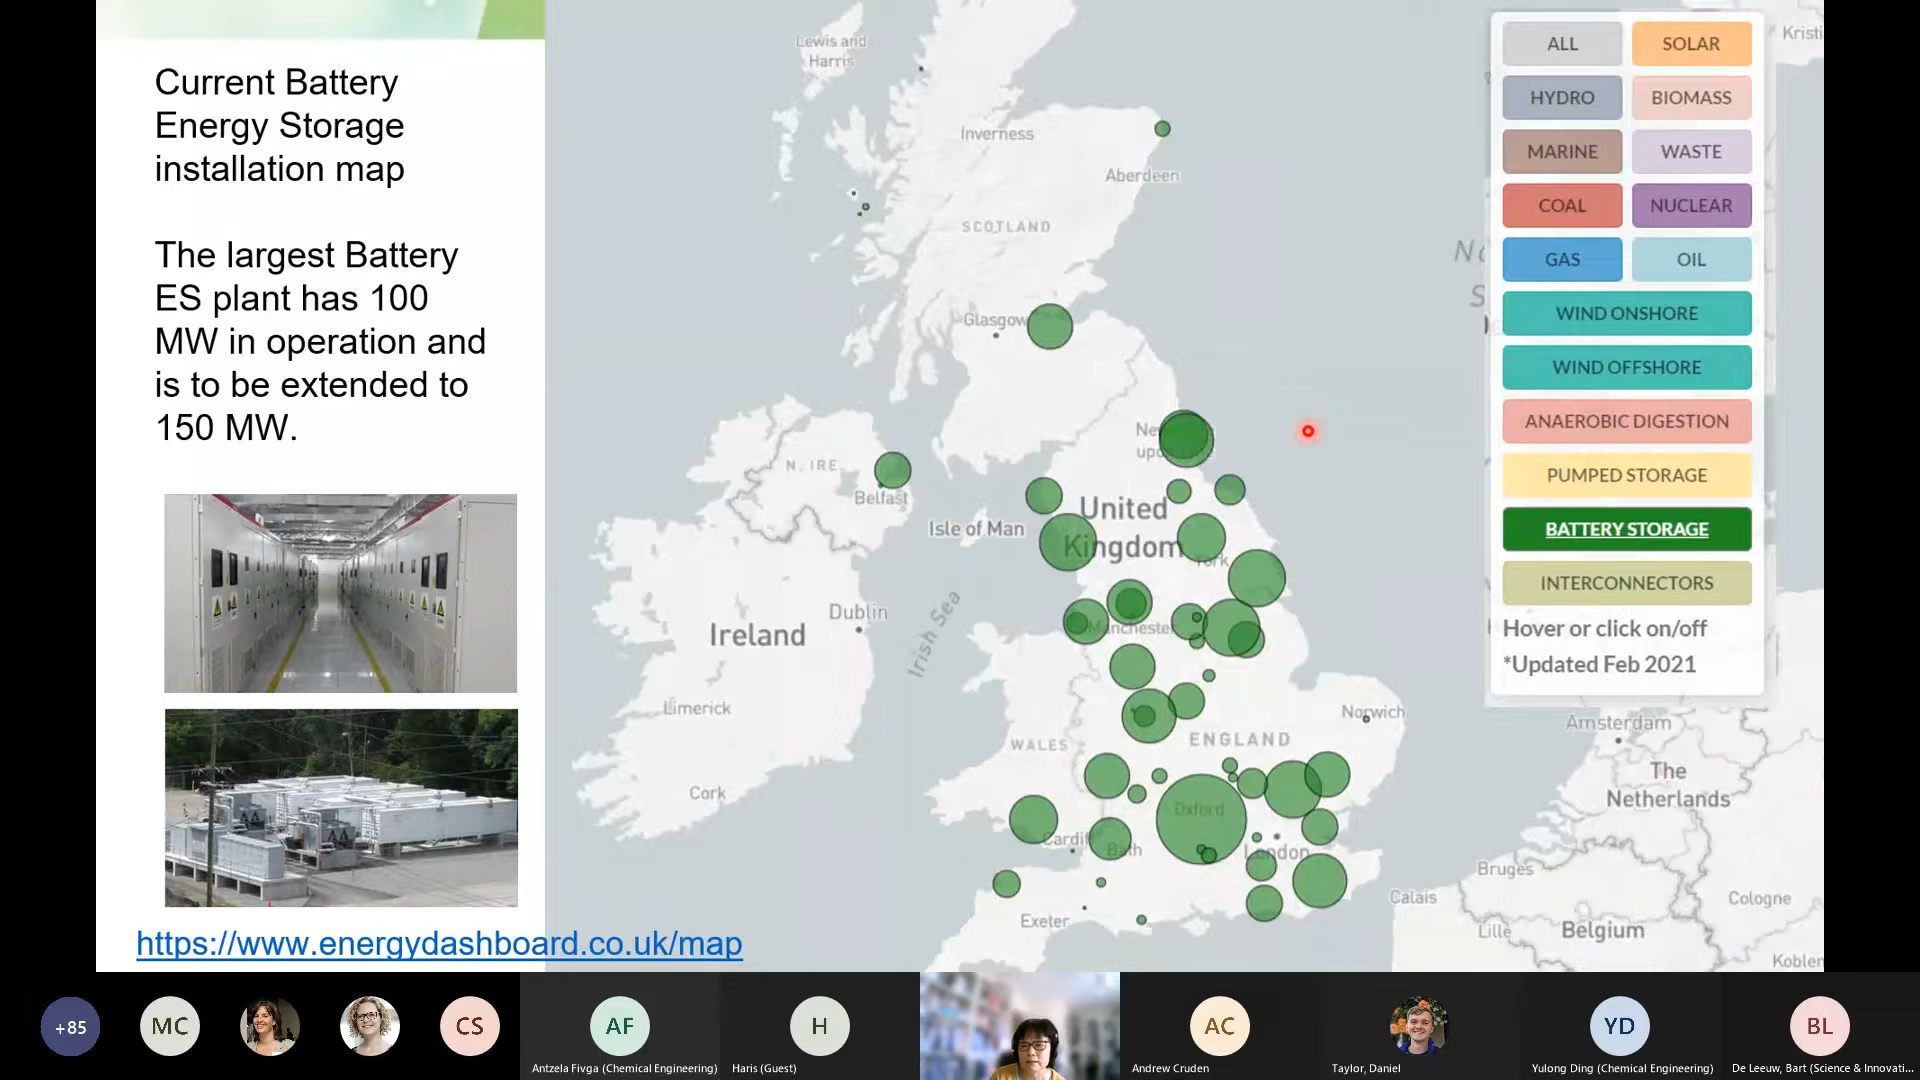 Current Battery
Energy Storage
installation map
The largest Battery
ES plant has 100
MW in operation and
is to be extended to
150 MW.
https://www.energydashboard.co.uk/map
Lewis and
Harris
Inverness
Aberdeen
SCOTLAND
Glasgow
N. IRE
Belfast
Isle of Man
United
Kingdom
Dublin
Ireland
Irish Sea
Manchester
Limerick
Norwich
WALES
ENGLAND
Cork
Oxford
Cardiff
Bath
London
Exeter
Amsterdam
The
Netherlands
Bruges
Calais
Cologne
Lille
Belgium
Koblen
Kristi
ALL
SOLAR
HYDRO
BIOMASS
MARINE
WASTE
COAL
NUCLEAR
GAS
OIL
WIND ONSHORE
WIND OFFSHORE
ANAEROBIC DIGESTION
PUMPED STORAGE
BATTERY STORAGE
INTERCONNECTORS
Hover or click on/off
*Updated Feb 2021
+85
MC
CS
AF
H
AC
YD
BL
Antzela Fivga (Chemical Engineering)
Haris (Guest)
Andrew Cruden
Taylor, Daniel
Yulong Ding (Chemical Engineering)
De Leeuw, Bart (Science & Innovati...